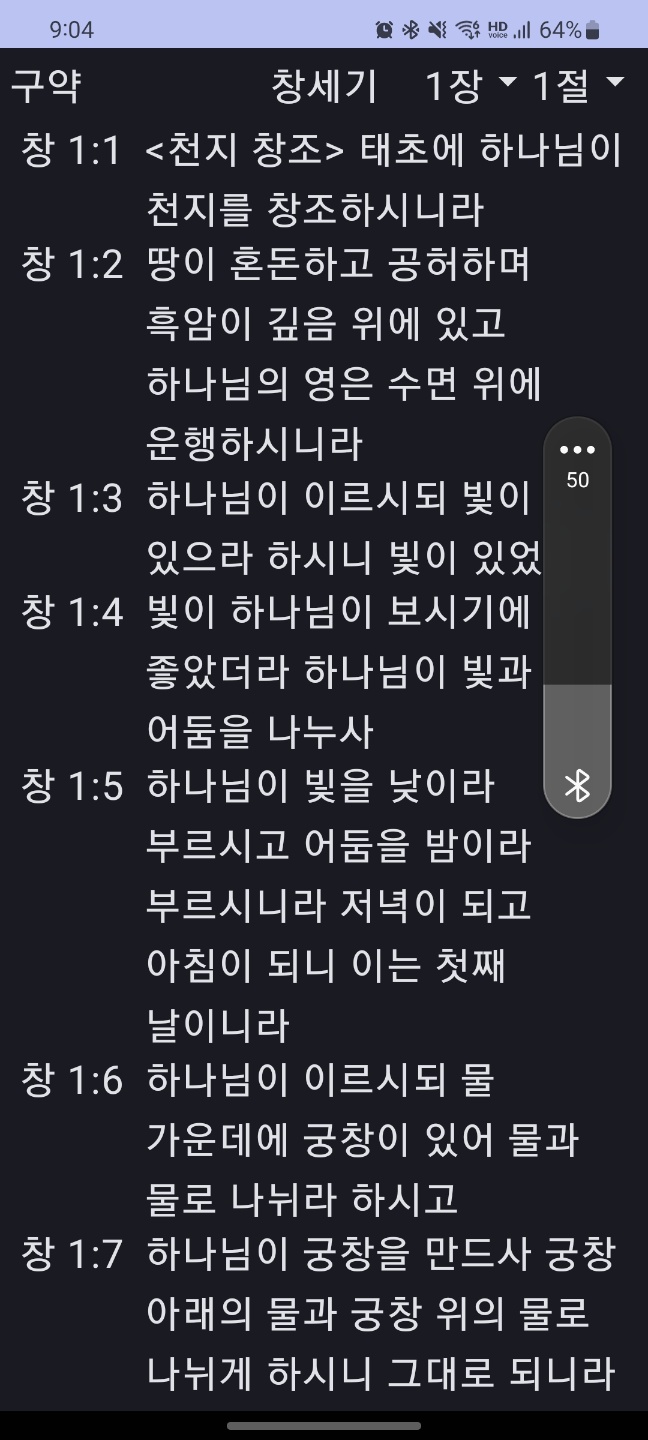 9:04 HD voice 64%
구약 창세기 1장 1절
창 1:1 <천지 창조> 태초에 하나님이
천지를 창조하시니라
창 1:2 땅이 혼돈하고 공허하며
흑암이 깊음 위에 있고
하나님의 영은 수면 위에
운행하시니라
50
창 1:3 하나님이 이르시되 빛이
있으라 하시니 빛이 있었
창 1:4 빛이 하나님이 보시기에
좋았더라 하나님이 빛과
어둠을 나누사
창 1:5 하나님이 빛을 낮이라
부르시고 어둠을 밤이라
부르시니라 저녁이 되고
아침이 되니 이는 첫째
날이니라
창 1:6 하나님이 이르시되 물
가운데에 궁창이 있어 물과
물로 나뉘라 하시고
창 1:7 하나님이 궁창을 만드사 궁창
아래의 물과 궁창 위의 물로
나뉘게 하시니 그대로 되니라